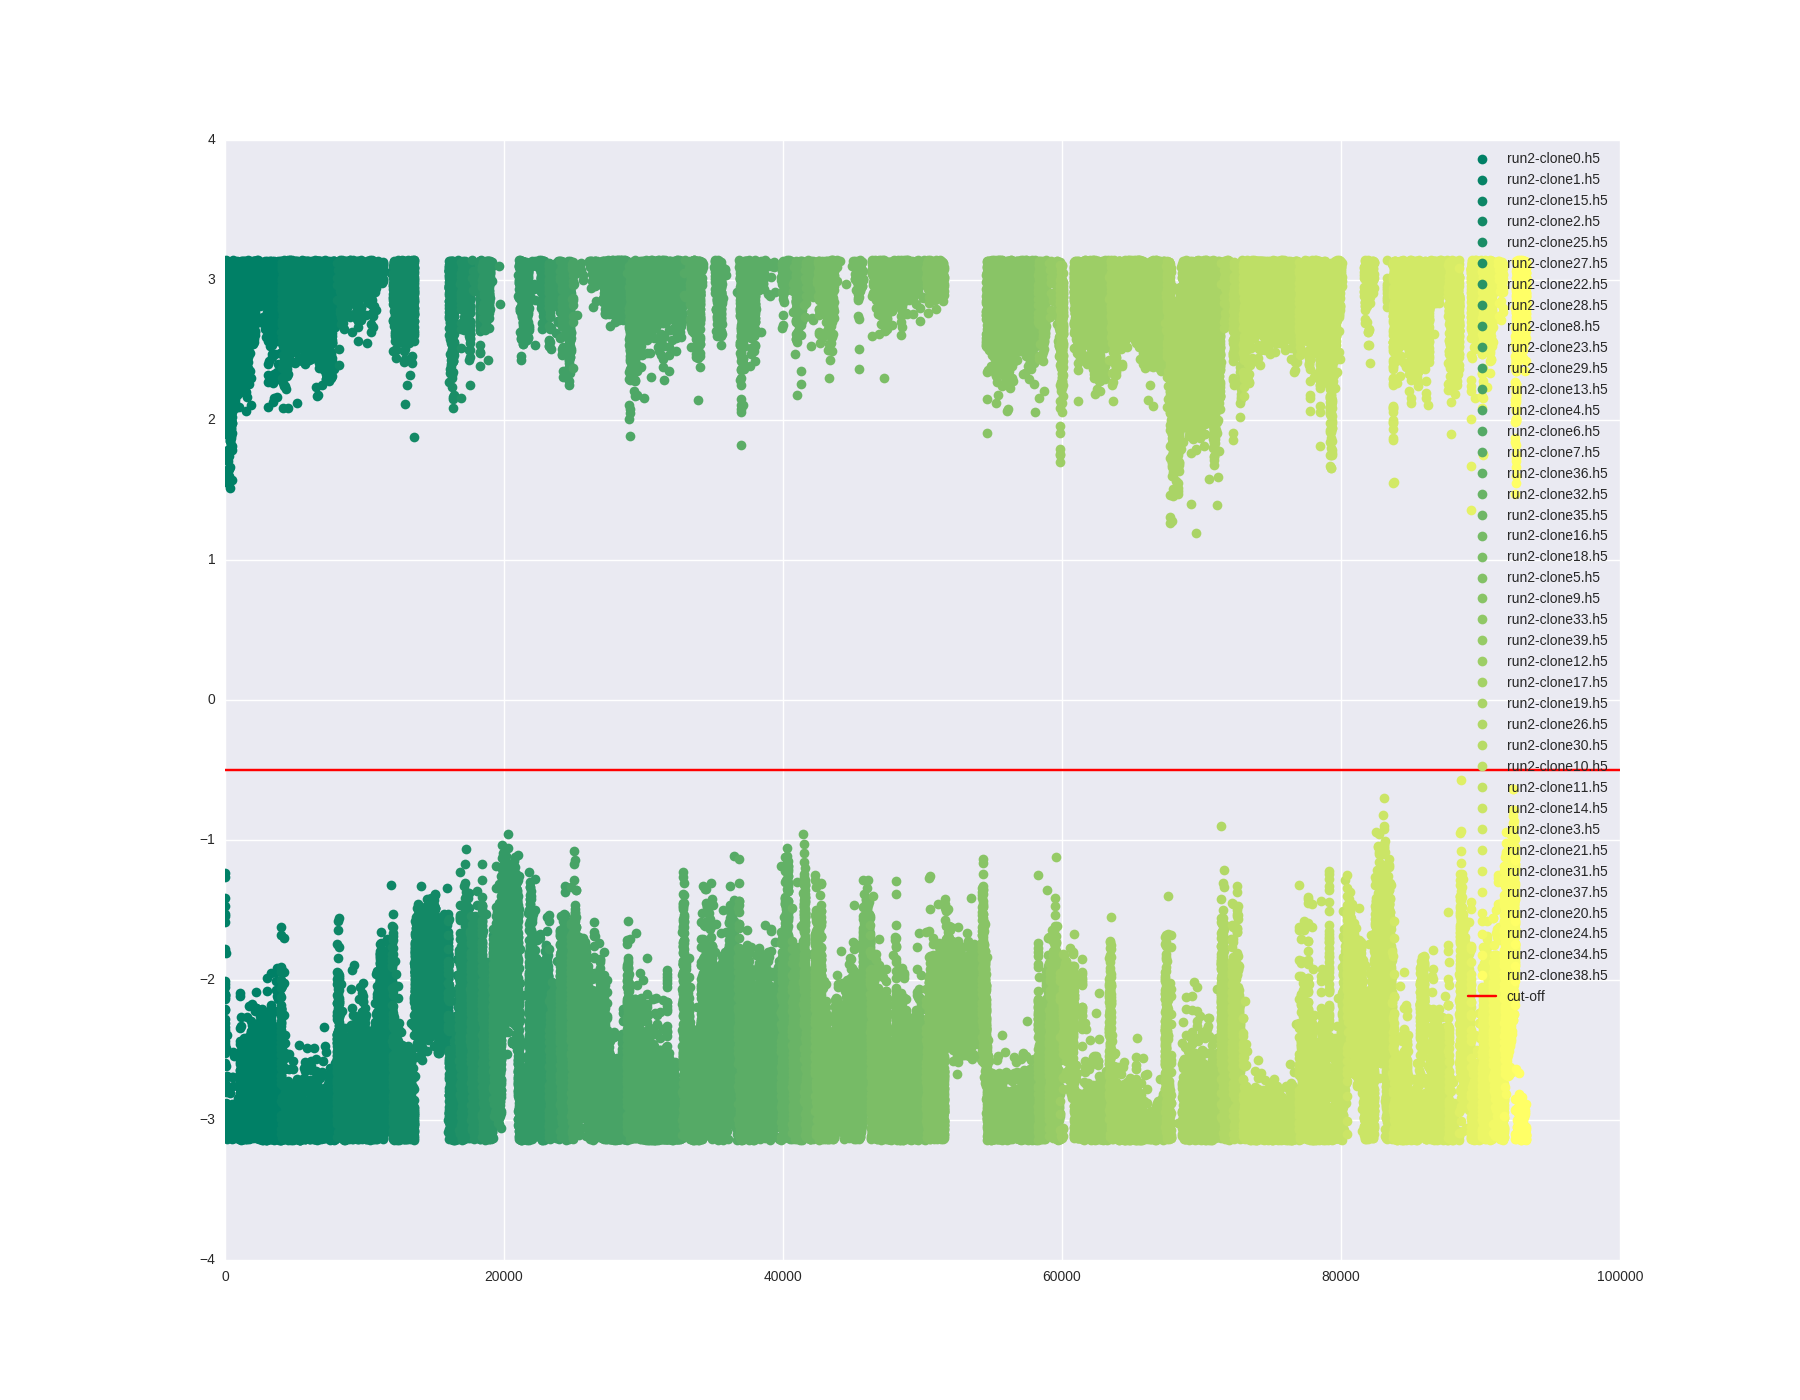 4
3
2
1
0
−1
−2
−3
−4
0
20000
40000
60000
80000
100000
run2-clone0.h5
run2-clone1.h5
run2-clone15.h5
run2-clone2.h5
run2-clone25.h5
run2-clone27.h5
run2-clone22.h5
run2-clone28.h5
run2-clone8.h5
run2-clone23.h5
run2-clone29.h5
run2-clone13.h5
run2-clone4.h5
run2-clone6.h5
run2-clone7.h5
run2-clone36.h5
run2-clone32.h5
run2-clone35.h5
run2-clone16.h5
run2-clone18.h5
run2-clone5.h5
run2-clone9.h5
run2-clone33.h5
run2-clone39.h5
run2-clone12.h5
run2-clone17.h5
run2-clone19.h5
run2-clone26.h5
run2-clone30.h5
run2-clone10.h5
run2-clone11.h5
run2-clone14.h5
run2-clone3.h5
run2-clone21.h5
run2-clone31.h5
run2-clone37.h5
run2-clone20.h5
run2-clone24.h5
run2-clone34.h5
run2-clone38.h5
cut-off